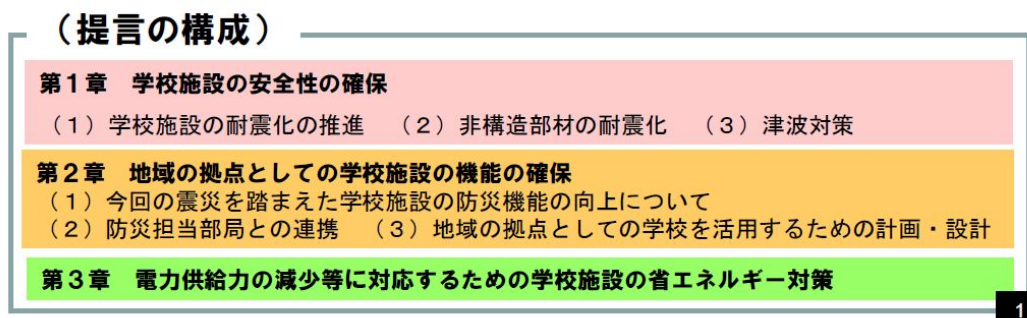 （提言の構成）
第１章　学校施設の安全性の確保
（１）学校施設の耐震化の推進　（２）非構造部材の耐震化　（３）津波対策
第２章　地域の拠点としての学校施設の機能の確保
（１）今回の震災を踏まえた学校施設の防災機能の向上について
（２）防災担当部局との連携　（３）地域の拠点としての学校を活用するための計画・設計
第３章　電力供給力の減少等に対応するための学校施設の省エネルギー対策
1